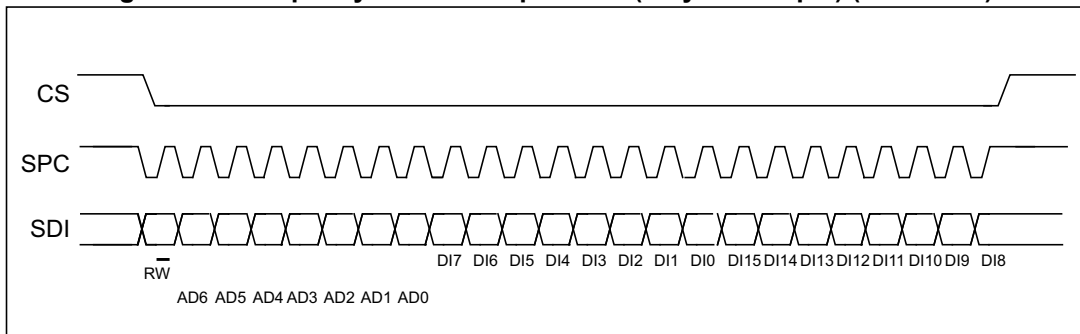 CS
SPC
SDI
RW
DI7 DI6 DI5 DI4 DI3 DI2 DI1 DI0 DI15 DI14 DI13 DI12 DI11 DI10 DI9 DI8
AD6 AD5 AD4 AD3 AD2 AD1 AD0